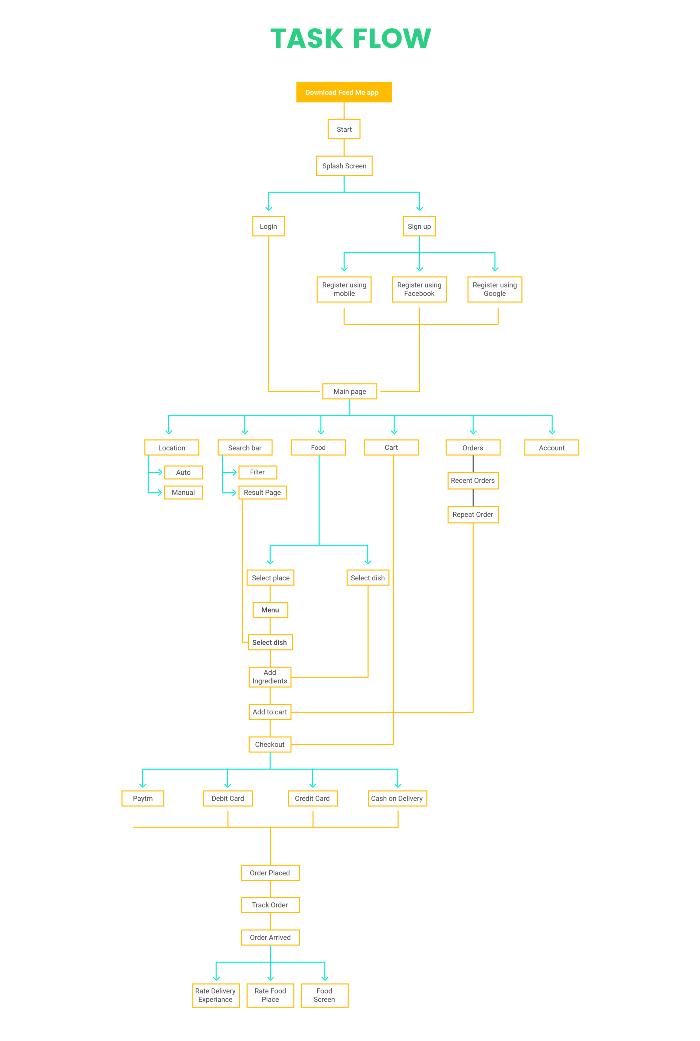 TASK FLOW
Download Feed Me app
Start
Splash Screen
Login
Sign up
Register using
mobile
Register using
Facebook
Register using
Google
Main page
Location
Search bar
Food
Cart
Orders
Account
Auto
Filter
Recent Orders
Manual
Result Page
Repeat Order
Select place
Select dish
Menu
Select dish
Add
Ingredients
Add to cart
Checkout
Paytm
Debit Card
Credit Card
Cash on Delivery
Order Placed
Track Order
Order Arrived
Rate Delivery
Experiance
Rate Food
Place
Food
Screen